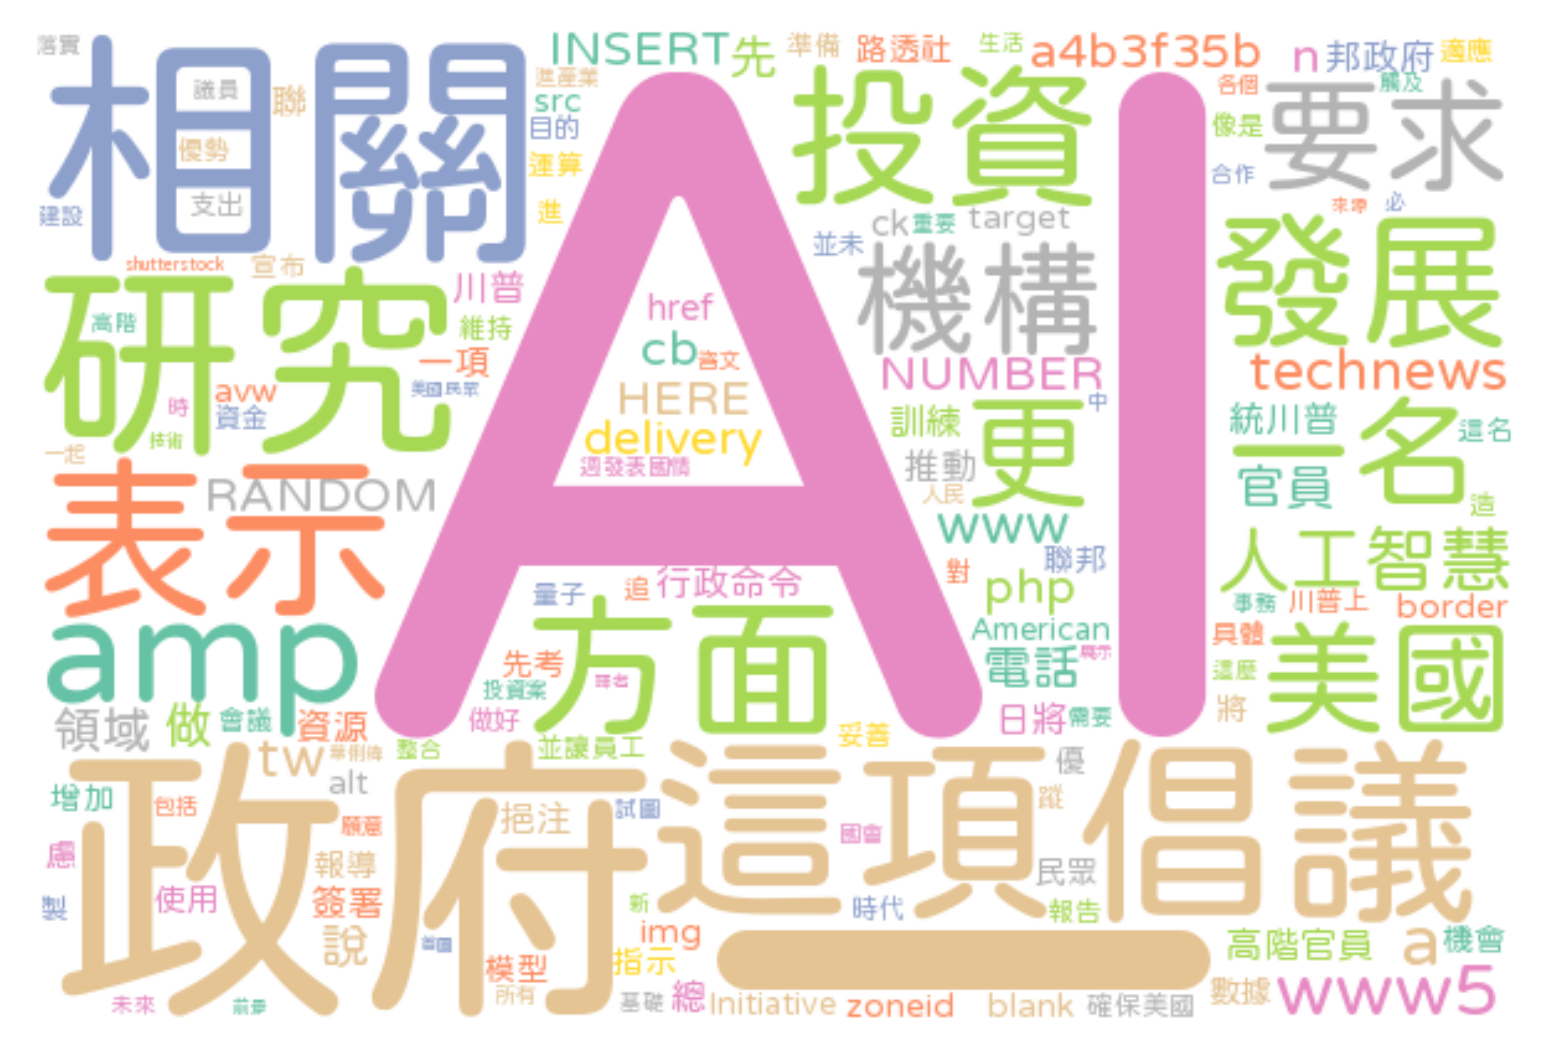 落實
相關
議員
優勢
支出
聯
建設
shutterstock
宣布
INSERT
先
準備
路透社
生活
a4b3f35b
n
邦政府
適應
進產業
src
目的
運算
進
投資
各個
觸及
像是
合作
要求
來源
必
ck
重要
target
並未
機構
發展
研究
高階
川普
維持
一項
avw
資金
美國民眾
時
技術
一起
href
cb
咨文
HERE
delivery
週發表國情
NUMBER
technews
中
訓練
更
推動
人民
統川普
一名
這名
官員
造
表示
RANDOM
www
聯邦
對
php
人工智慧
事務
川普上
border
AI
量子
追
行政命令
方面
先考
投資案
做好
American
電話
展示
具體
這麼
美國
將
日將
需要
amp
領域
做
會議
資源
整合
並讓員工
妥善
tw
alt
增加
包括
願意
政府
挹注
試圖
這項倡議
優
蹤
國會
民眾
慮
報導
使用
簽署
說
時代
報告
新
img
指示
模型
所有
高階官員
a
機會
未來
前景
基礎
總
Initiative
zoneid
blank
確保美國
數據
www5